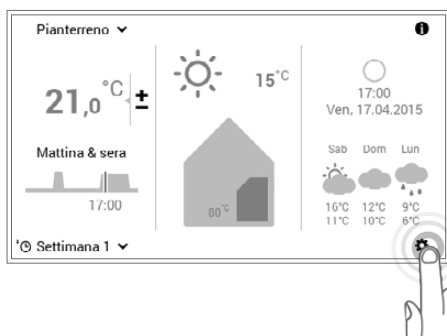 Pianterreno
21,0 °C
±
Mattina & sera
17:00
Settimana 1
15°C
80°C
17:00
Ven, 17.04.2015
Sab Dom Lun
16°C 12°C 9°C
11°C 10°C 6°C